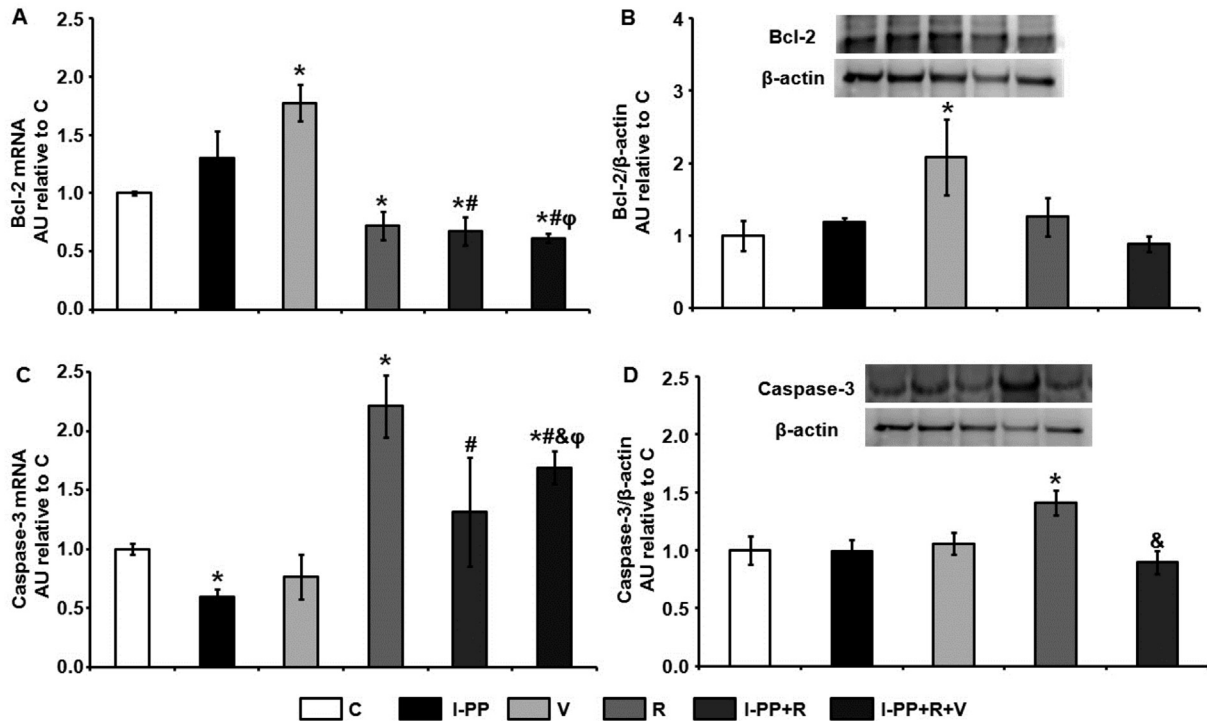 A
Bcl-2 mRNA
AU relative to C
2.5
2.0
1.5
1.0
0.5
0.0
*
*
*#
*#φ
B
Bcl-2/β-actin
AU relative to C
4
3
2
1
0
Bcl-2
β-actin
*
C
Caspase-3 mRNA
AU relative to C
2.5
2.0
1.5
1.0
0.5
0.0
*
*
#
*#&φ
D
Caspase-3/β-actin
AU relative to C
2.5
2.0
1.5
1.0
0.5
0.0
Caspase-3
β-actin
*
&
C I-PP V R I-PP+R I-PP+R+V